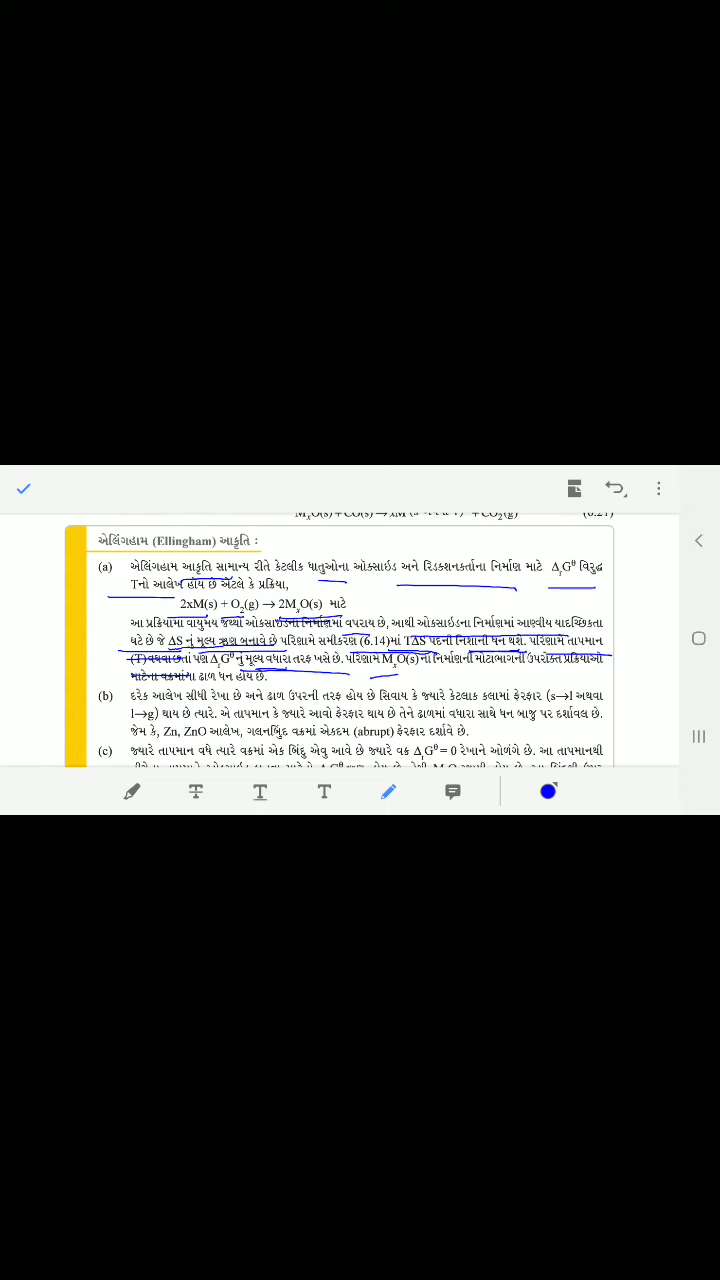 એલિંગહામ (Ellingham) આકૃતિ :
(a) એલિંગહામ આકૃતિ સામાન્ય રીતે કેટલીક ધાતુઓના ઑક્સાઇડ અને રિડક્શનકર્તાના નિર્માણ માટે ΔfG⊖ વિરુદ્ધ
Tનો આલેખ હોય છે એટલે કે પ્રક્રિયા,
2xM(s) + O2(g) → 2MxO(s) માટે
આ પ્રક્રિયામાં વાયુમય જથ્થો ઓક્સાઇડના નિર્માણમાં વપરાય છે, આથી ઓક્સાઇડના નિર્માણમાં આણ્વીય યાદચ્છિકતા
ઘટે છે જે ΔS નું મૂલ્ય ઋણ બનાવે છે પરિણામે સમીકરણ (6.14)માં TΔS પદની નિશાની ધન થશે. પરિણામે તાપમાન
(T) વધવા છતાં પણ ΔfG⊖નું મૂલ્ય વધારા તરફ ખસે છે. પરિણામે MxO(s)ના નિર્માણની મોટાભાગની ઉપરોક્ત પ્રક્રિયાઓ
માટેના વક્રમાંયા ઢાળ ધન હોય છે.
(b) દરેક આલેખ સીધી રેખા છે અને ઢાળ ઉપરની તરફ હોય છે સિવાય કે જ્યારે કેટલાક કલામાં ફેરફાર (s→l અથવા
l→g) થાય છે ત્યારે. એ તાપમાન કે જ્યારે આવો ફેરફાર થાય છે તેને ઢાળમાં વધારા સાથે ધન બાજુ પર દર્શાવેલ છે.
જેમ કે, Zn, ZnO આલેખ, ગલનબિંદુ વક્રમાં એકદમ (abrupt) ફેરફાર દર્શાવે છે.
(c) જ્યારે તાપમાન વધે ત્યારે વક્રમાં એક બિંદુ એવુ આવે છે જ્યારે વક્ર ΔfG⊖ = 0 રેખાને ઓળંગે છે. આ તાપમાનથી